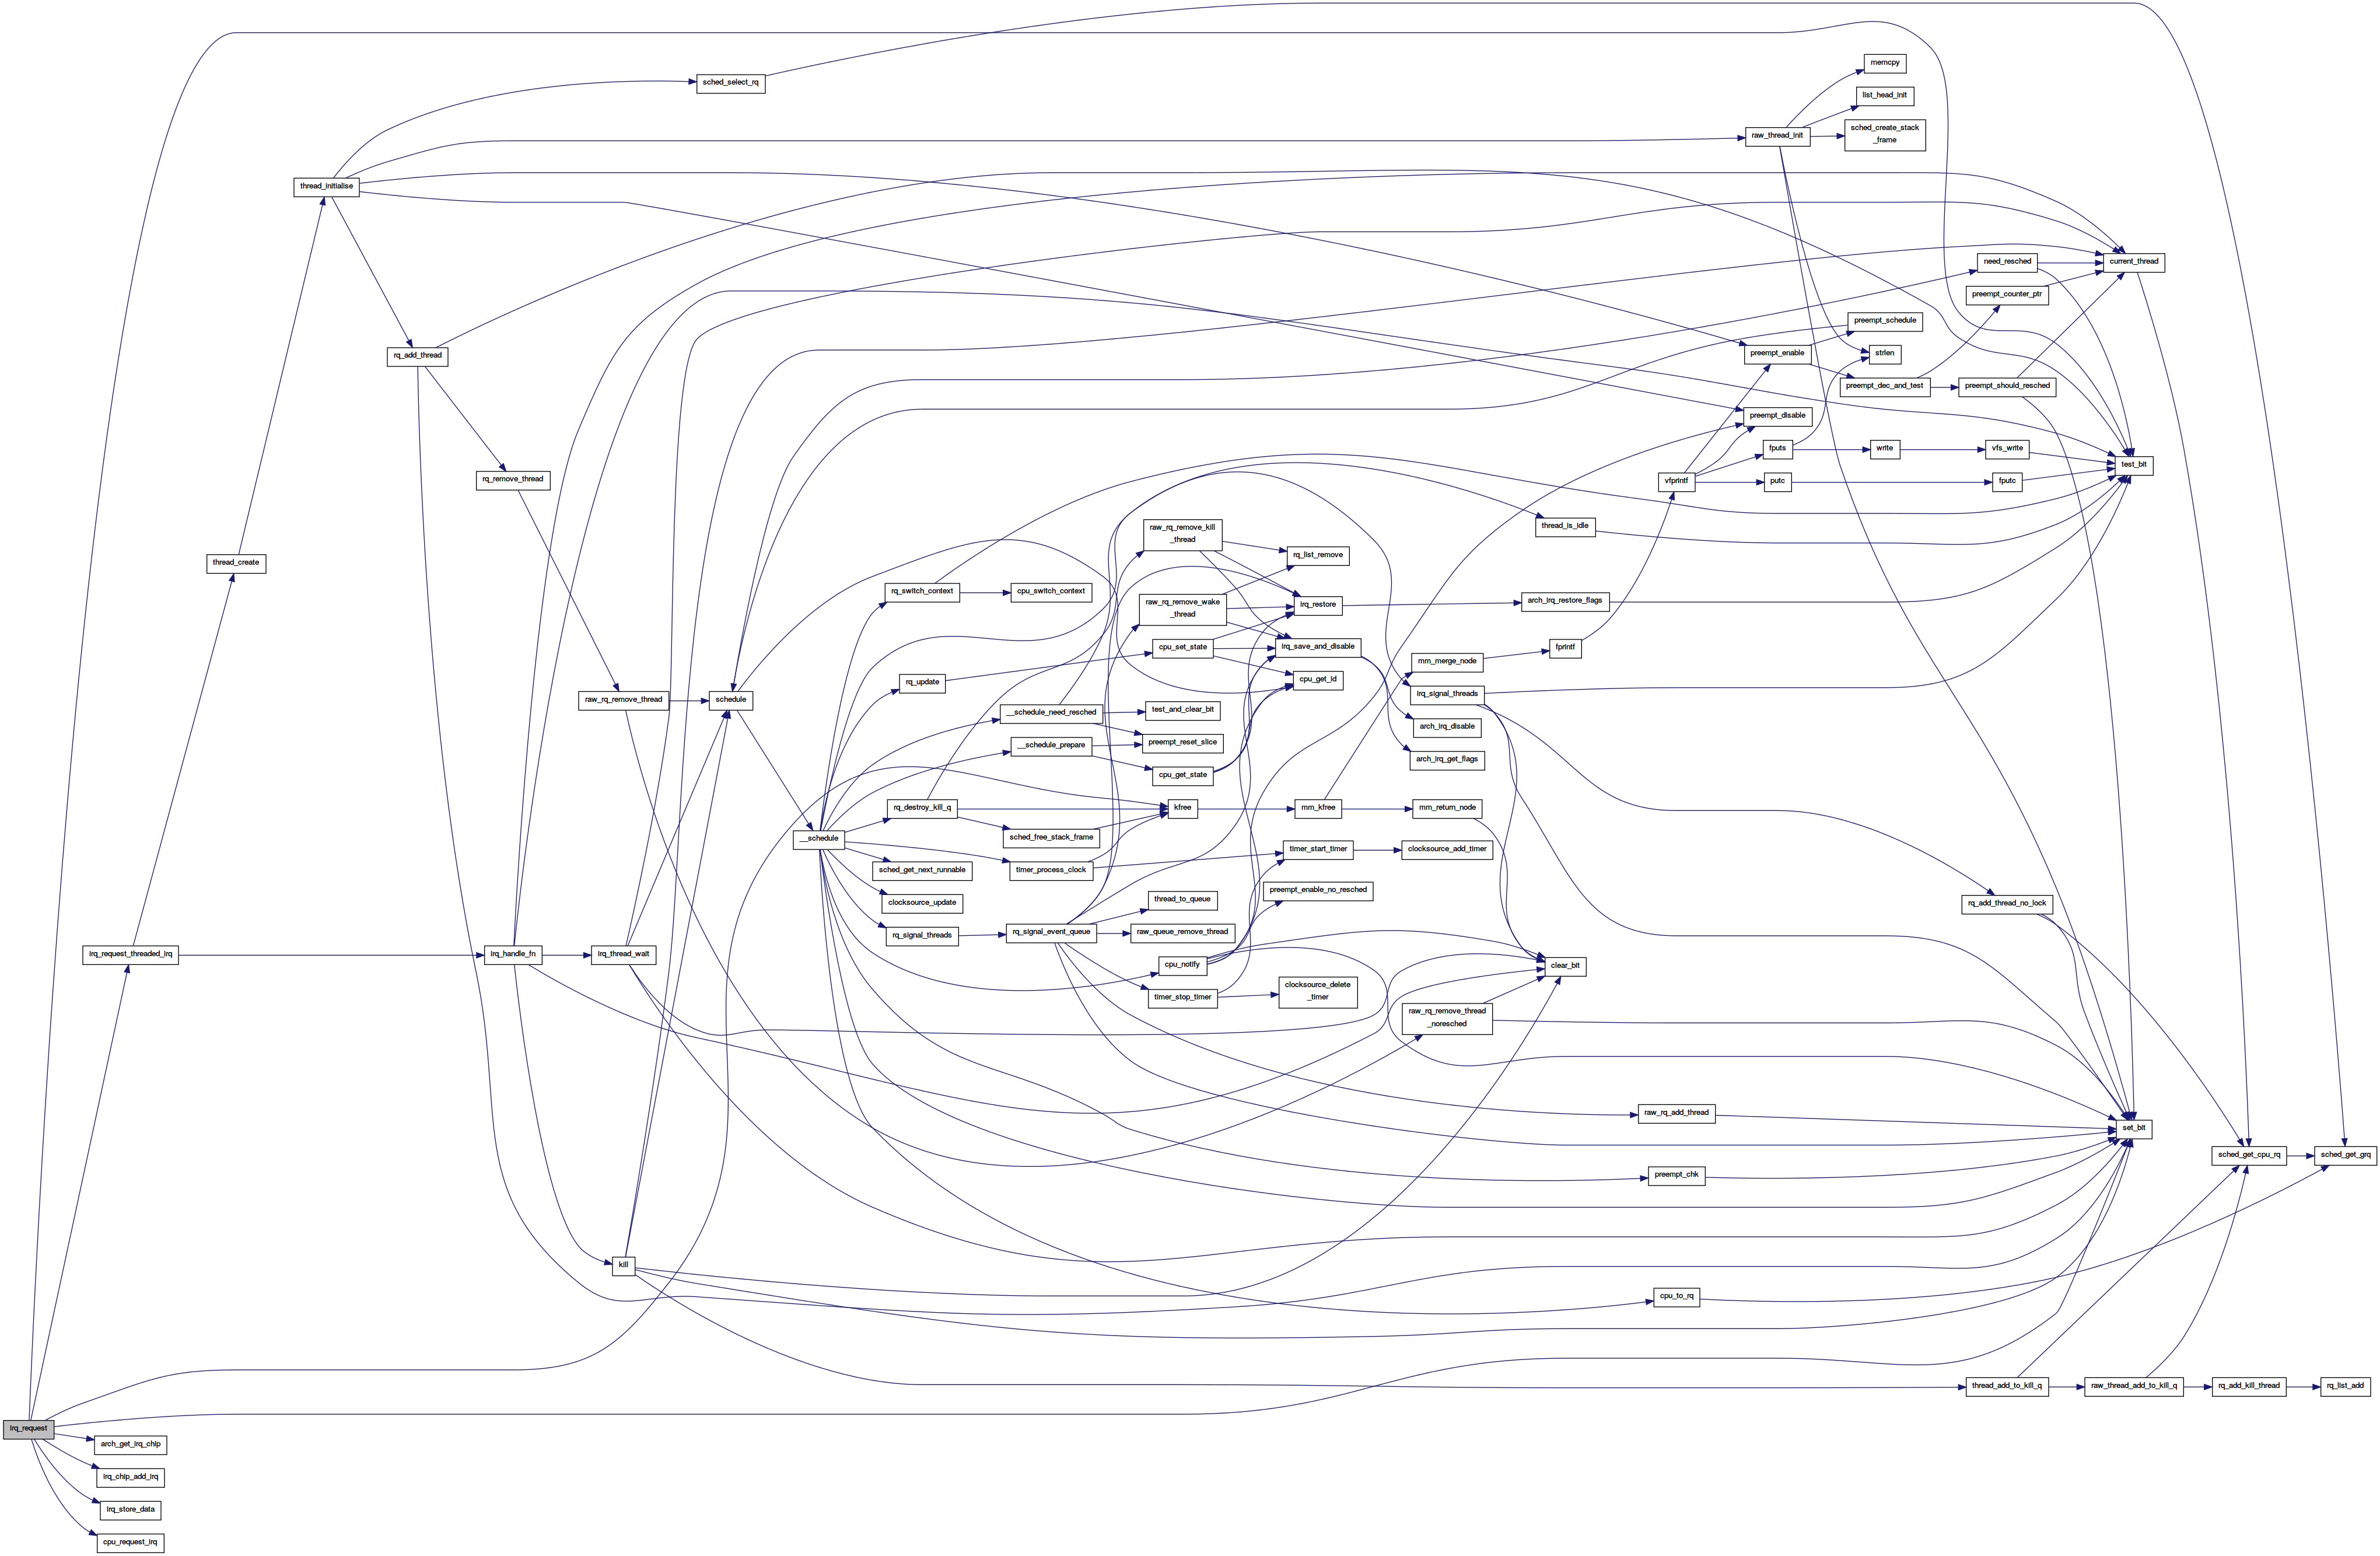 memcpy
sched_select_rq
list_head_init
raw_thread_init
sched_create_stack
_frame
thread_initialise
current_thread
need_resched
preempt_counter_ptr
preempt_schedule
rq_add_thread
preempt_enable
strlen
preempt_dec_and_test
preempt_should_resched
preempt_disable
fputs
write
vfs_write
test_bit
rq_remove_thread
vfprintf
putc
fputc
thread_is_idle
raw_rq_remove_kill
_thread
rq_list_remove
thread_create
rq_switch_context
cpu_switch_context
raw_rq_remove_wake
_thread
irq_restore
arch_irq_restore_flags
cpu_set_state
irq_save_and_disable
fprintf
mm_merge_node
rq_update
cpu_get_id
irq_signal_threads
raw_rq_remove_thread
schedule
__schedule_need_resched
test_and_clear_bit
arch_irq_disable
__schedule_prepare
preempt_reset_slice
arch_irq_get_flags
cpu_get_state
rq_destroy_kill_q
kfree
mm_kfree
mm_return_node
__schedule
sched_free_stack_frame
timer_start_timer
clocksource_add_timer
sched_get_next_runnable
timer_process_clock
preempt_enable_no_resched
clocksource_update
thread_to_queue
rq_add_thread_no_lock
rq_signal_threads
rq_signal_event_queue
raw_queue_remove_thread
irq_request_threaded_irq
irq_handle_fn
irq_thread_wait
cpu_notify
clear_bit
timer_stop_timer
clocksource_delete
_timer
raw_rq_remove_thread
_noresched
raw_rq_add_thread
set_bit
sched_get_cpu_rq
sched_get_grq
preempt_chk
kill
cpu_to_rq
thread_add_to_kill_q
raw_thread_add_to_kill_q
rq_add_kill_thread
rq_list_add
irq_request
arch_get_irq_chip
irq_chip_add_irq
irq_store_data
cpu_request_irq